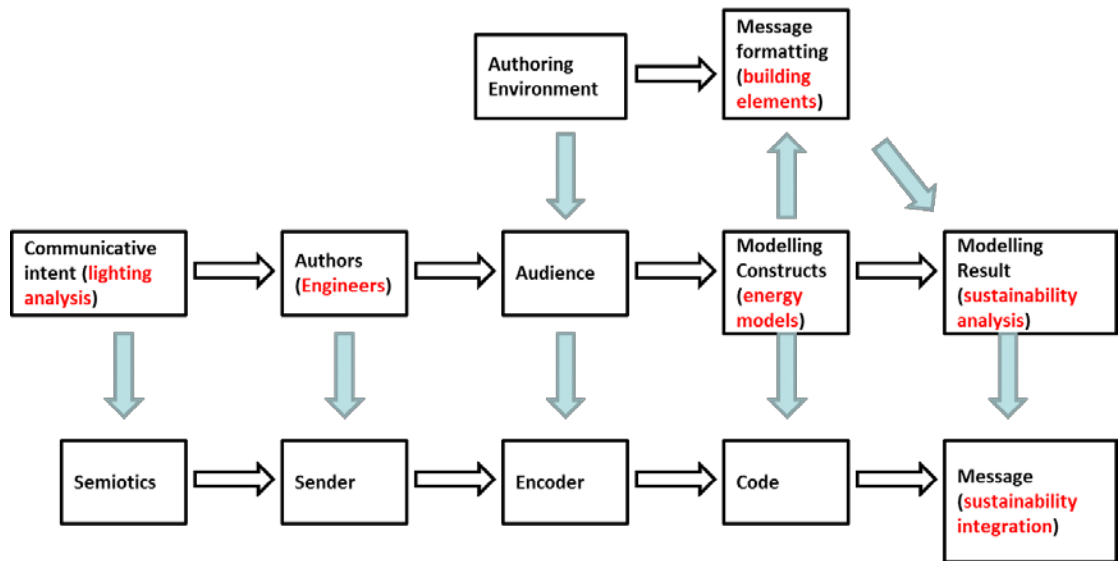 Authoring
Environment
Message
formatting
(building
elements)
Communicative
intent (lighting
analysis)
Authors
(Engineers)
Audience
Modelling
Constructs
(energy
models)
Modelling
Result
(sustainability
analysis)
Semiotics
Sender
Encoder
Code
Message
(sustainability
integration)